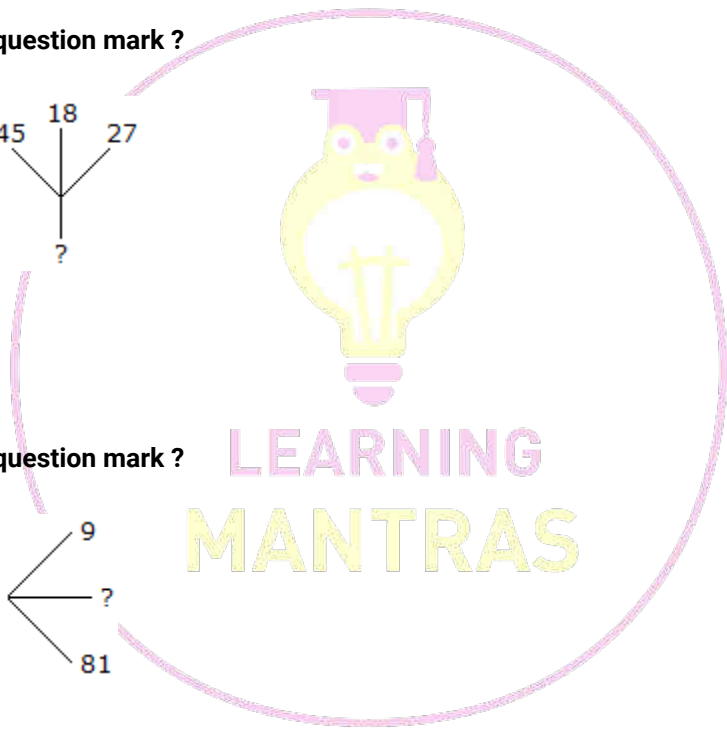 question mark ?
45 18 27
?
question mark ?
LEARNING
MANTRAS
9
?
81